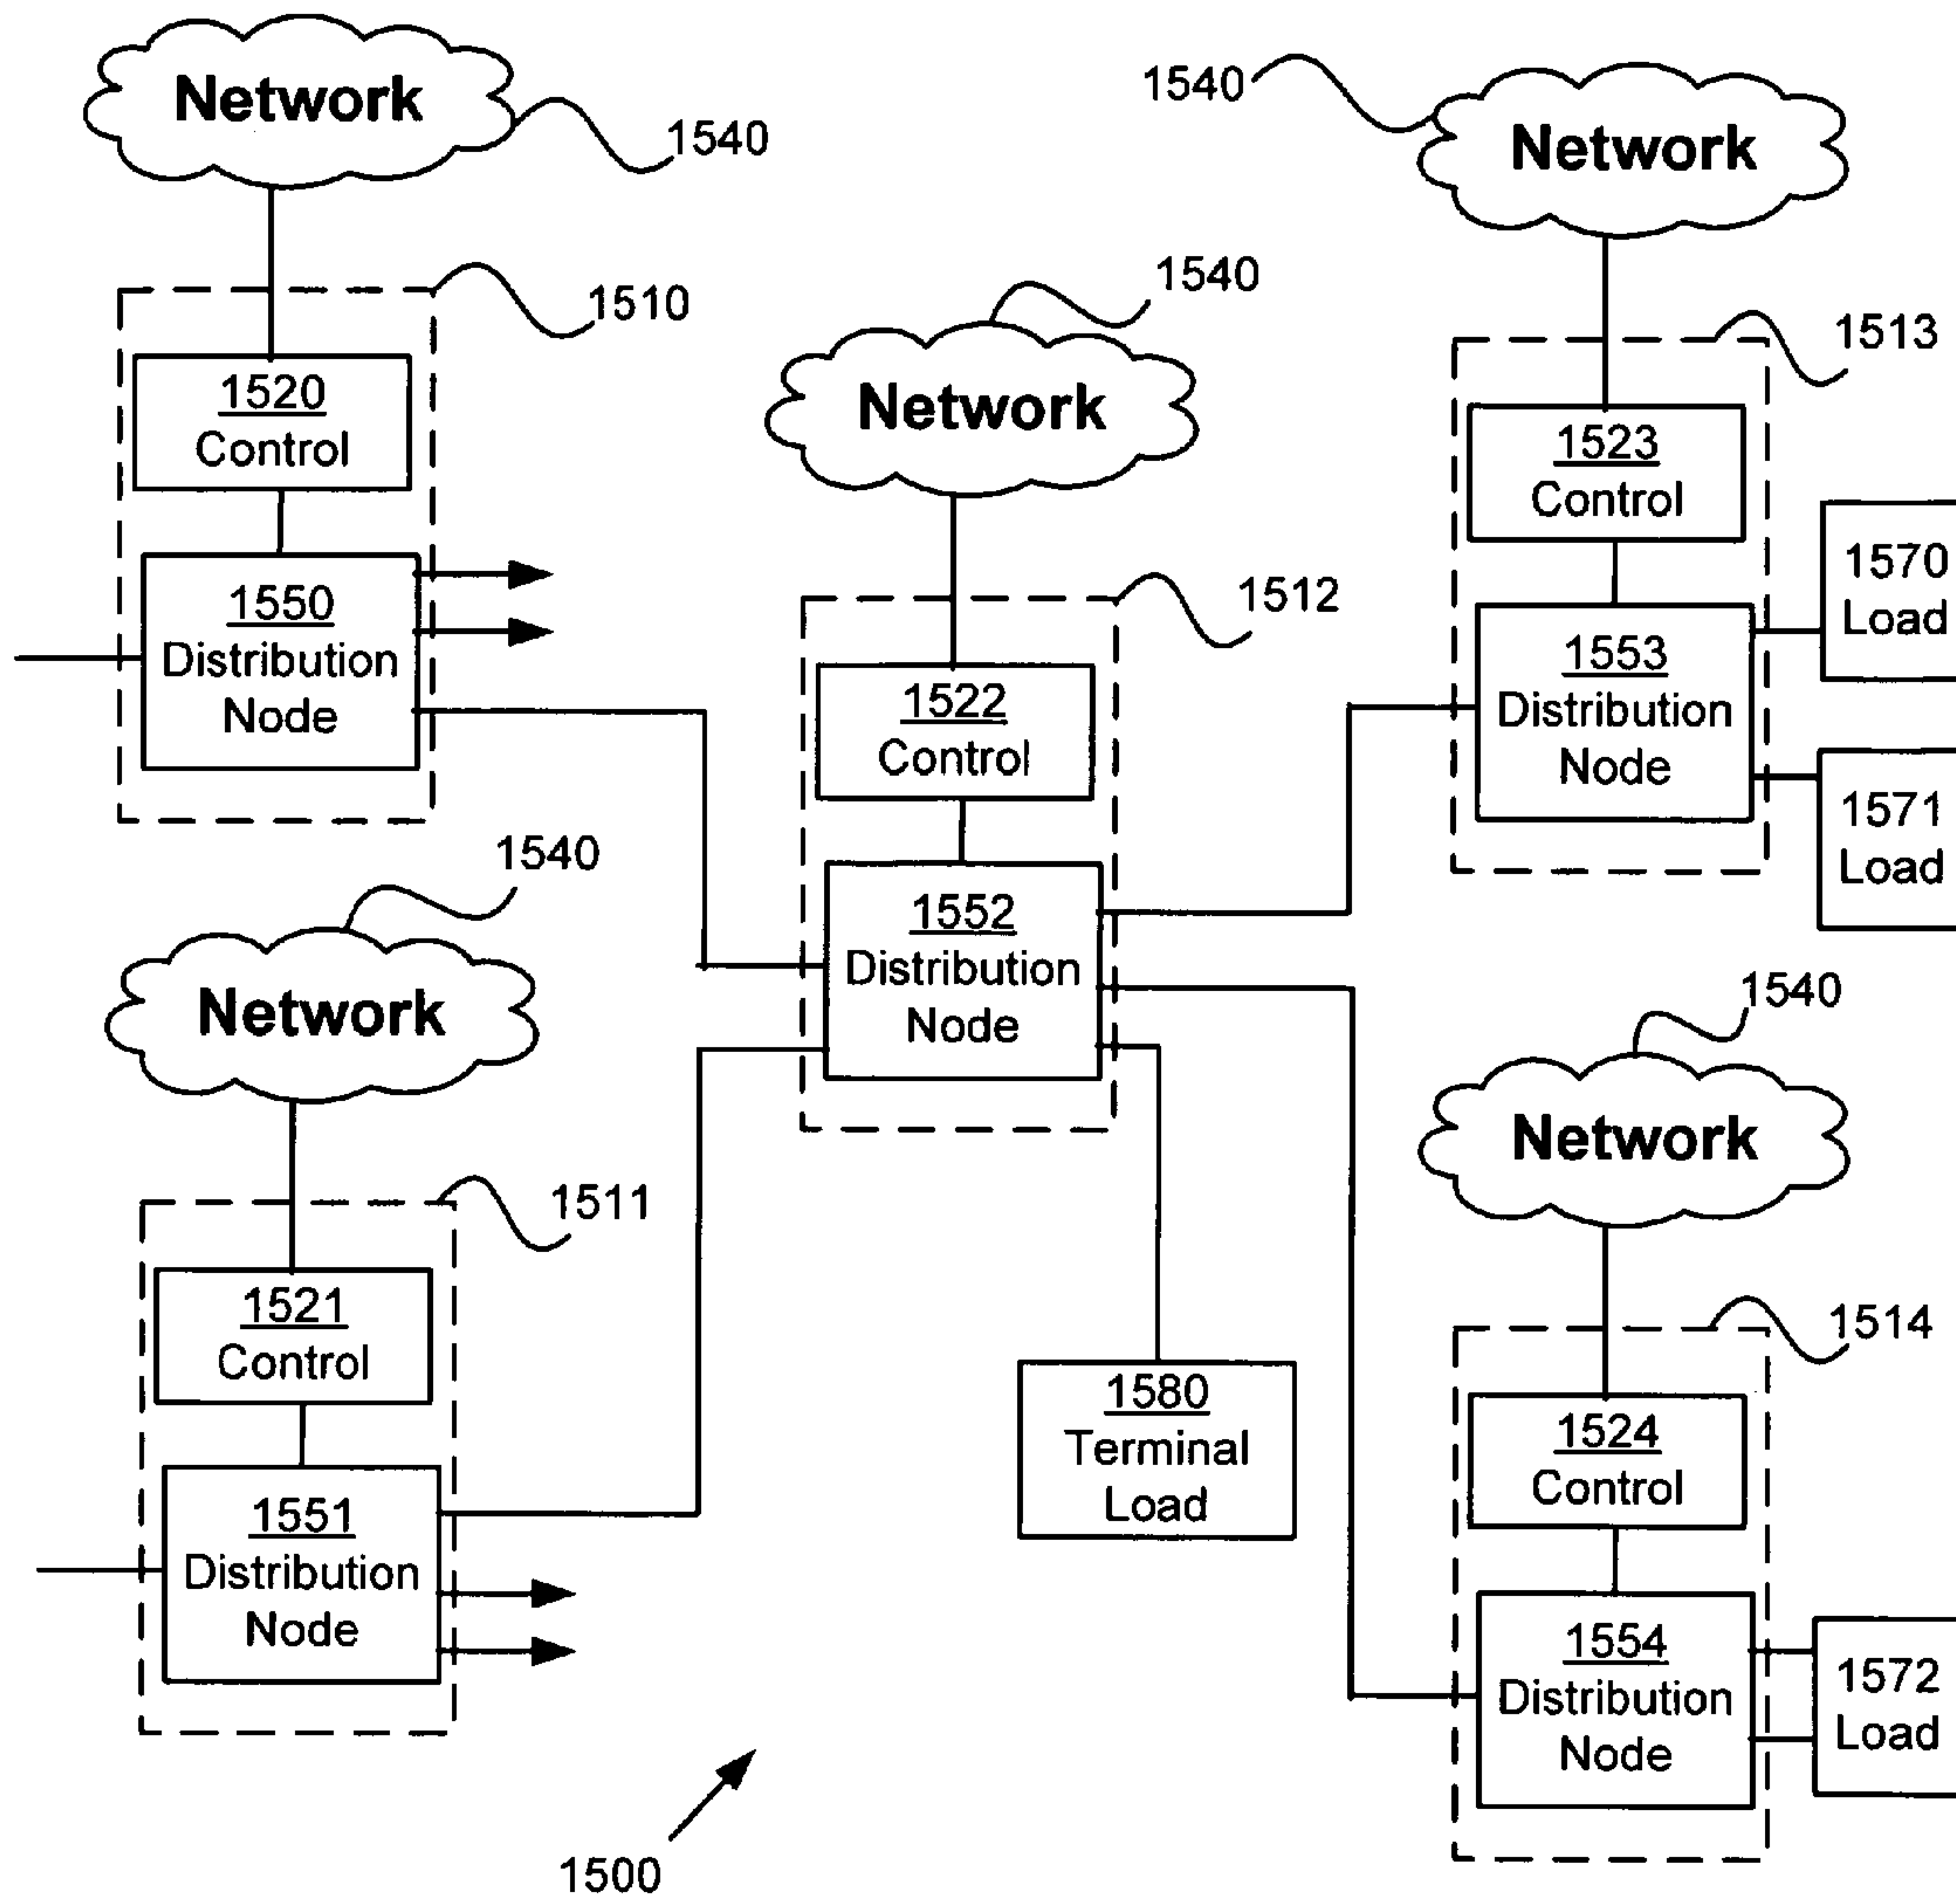 Network
1540
1540
Network
1510
1540
1513
1520
Control
Network
1523
Control
1550
Distribution
Node
1512
1570
Load
1553
Distribution
Node
1522
Control
1571
Load
1540
1552
Distribution
Node
Network
1540
Network
1511
1521
Control
1514
1580
Terminal
Load
1524
Control
1551
Distribution
Node
1554
Distribution
Node
1572
Load
1500